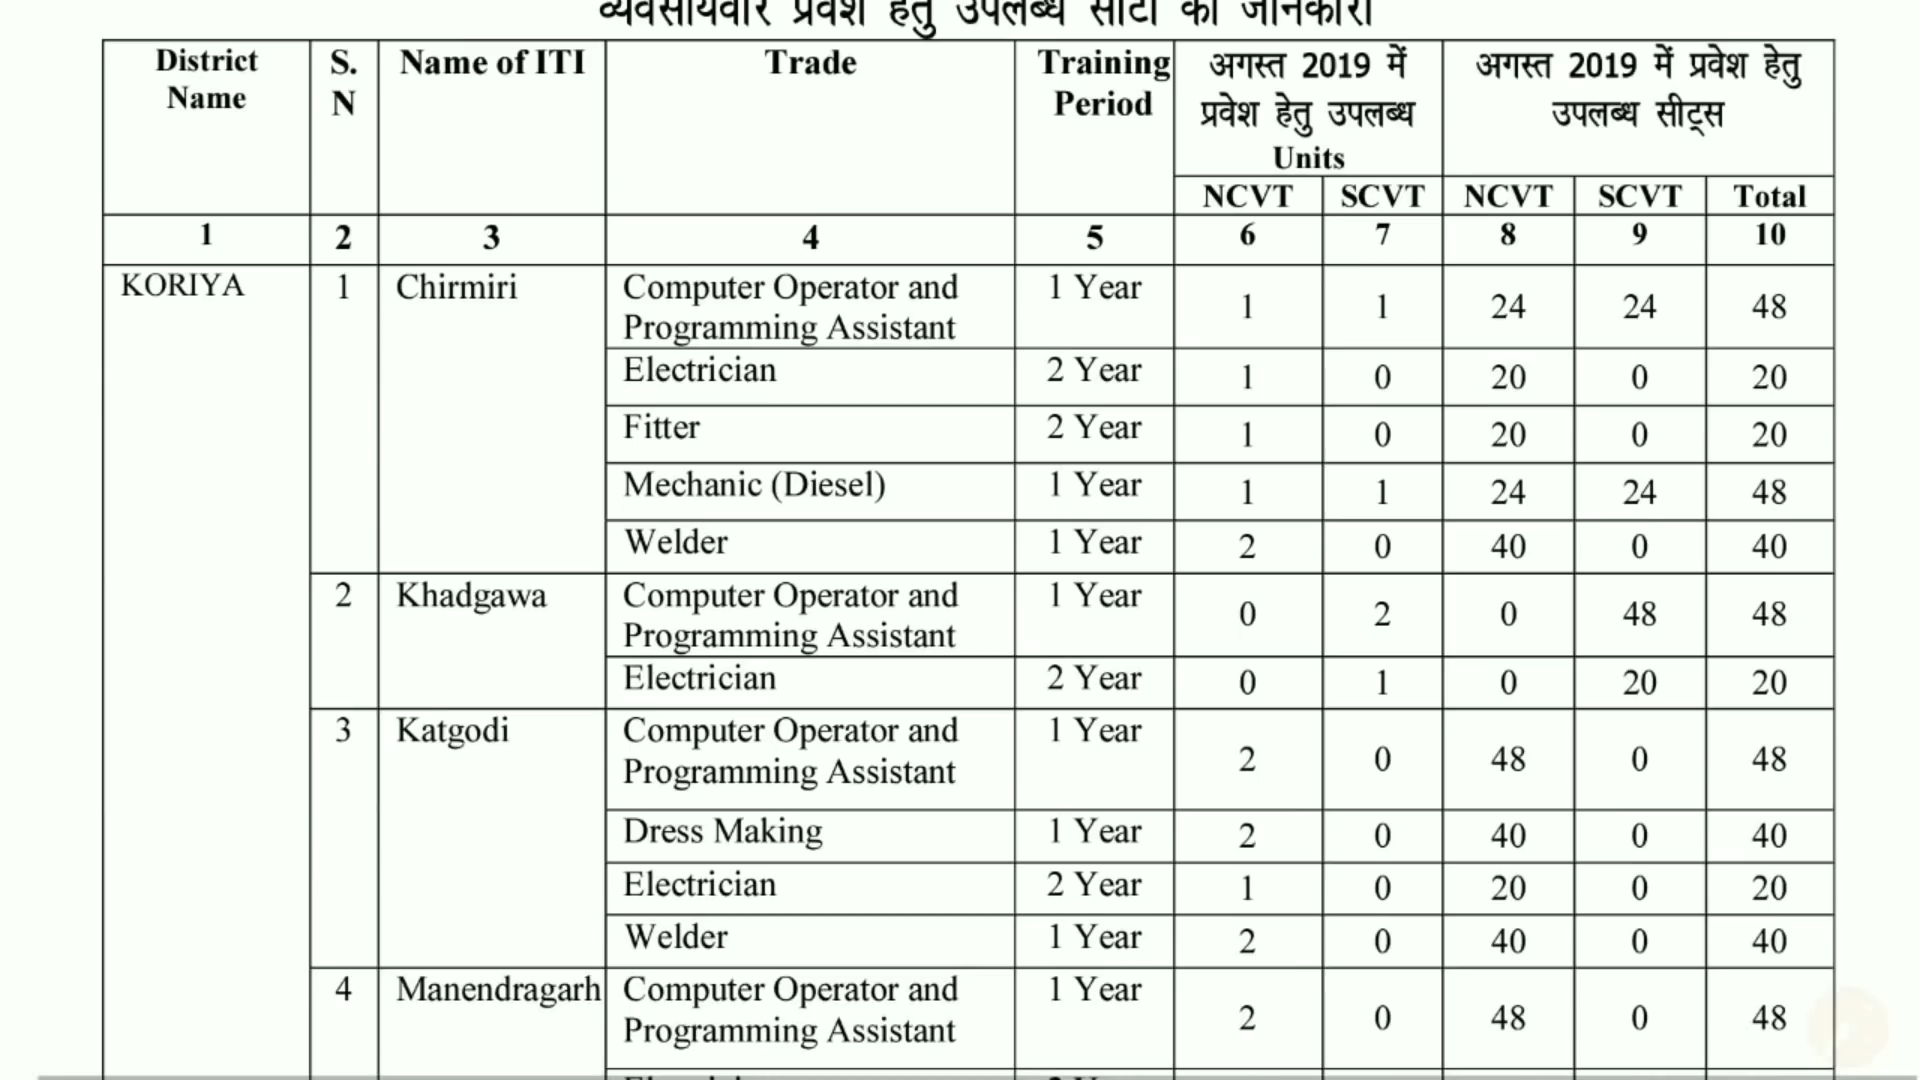 व्यवसायवार प्रवेश हेतु उपलब्ध सीटों की जानकारी
District Name | S. N | Name of ITI | Trade | Training Period | अगस्त 2019 में प्रवेश हेतु उपलब्ध Units | अगस्त 2019 में प्रवेश हेतु उपलब्ध सीट्स
NCVT | SCVT | NCVT | SCVT | Total
1 | 2 | 3 | 4 | 5 | 6 | 7 | 8 | 9 | 10
KORIYA | 1 | Chirmiri | Computer Operator and Programming Assistant | 1 Year | 1 | 1 | 24 | 24 | 48
Electrician | 2 Year | 1 | 0 | 20 | 0 | 20
Fitter | 2 Year | 1 | 0 | 20 | 0 | 20
Mechanic (Diesel) | 1 Year | 1 | 1 | 24 | 24 | 48
Welder | 1 Year | 2 | 0 | 40 | 0 | 40
2 | Khadgawa | Computer Operator and Programming Assistant | 1 Year | 0 | 2 | 0 | 48 | 48
Electrician | 2 Year | 0 | 1 | 0 | 20 | 20
3 | Katgodi | Computer Operator and Programming Assistant | 1 Year | 2 | 0 | 48 | 0 | 48
Dress Making | 1 Year | 2 | 0 | 40 | 0 | 40
Electrician | 2 Year | 1 | 0 | 20 | 0 | 20
Welder | 1 Year | 2 | 0 | 40 | 0 | 40
4 | Manendragarh | Computer Operator and Programming Assistant | 1 Year | 2 | 0 | 48 | 0 | 48